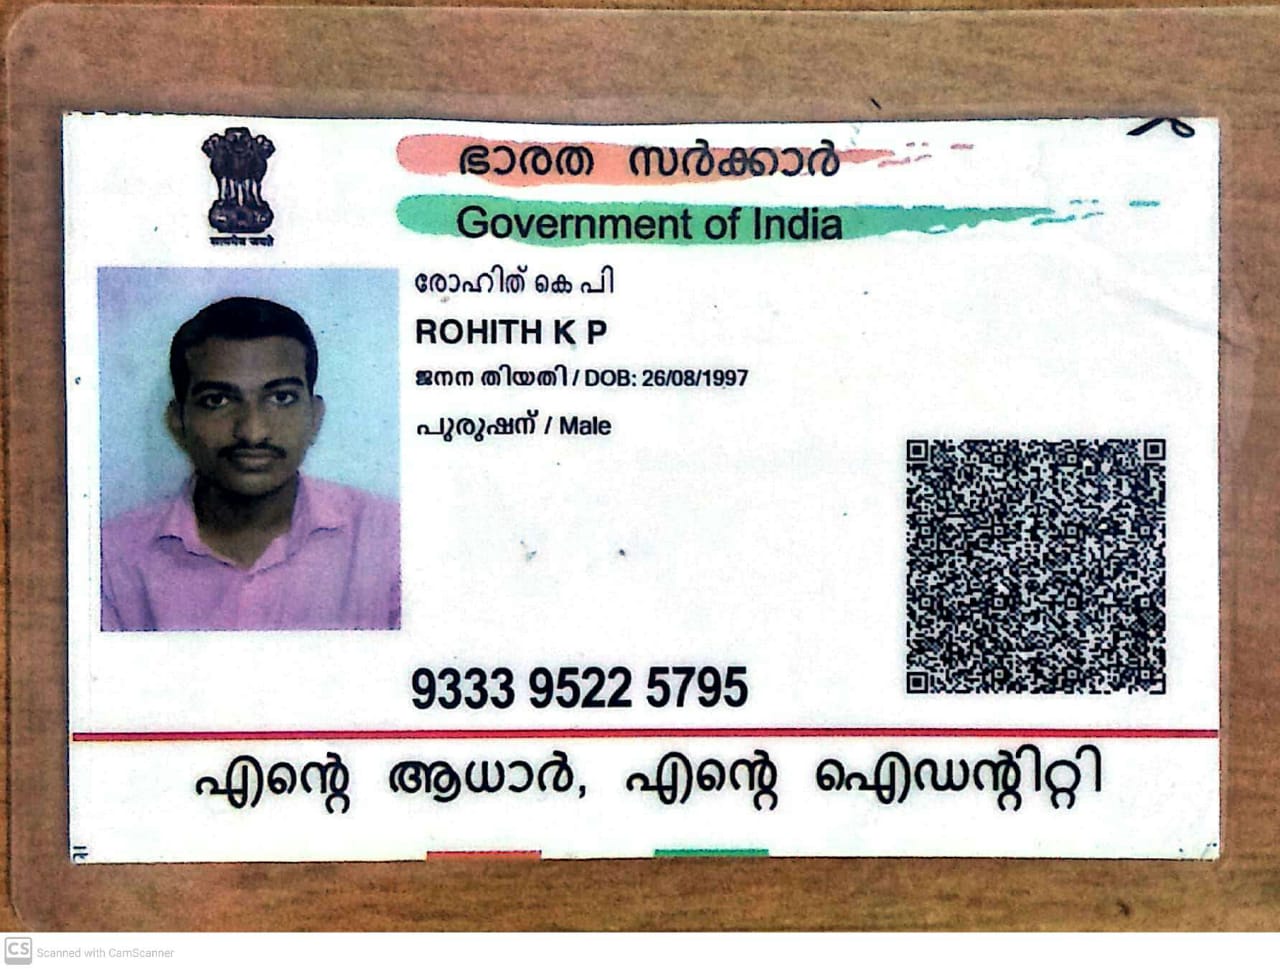 सत्यमेव जयते
ഭാരത സർക്കാർ
Government of India
രോഹിത് കെ പി
ROHITH K P
ജനന തിയതി / DOB: 26/08/1997
പുരുഷന് / Male
9333 9522 5795
എന്റെ ആധാർ, എന്റെ ഐഡന്റിറ്റി
CS Scanned with CamScanner